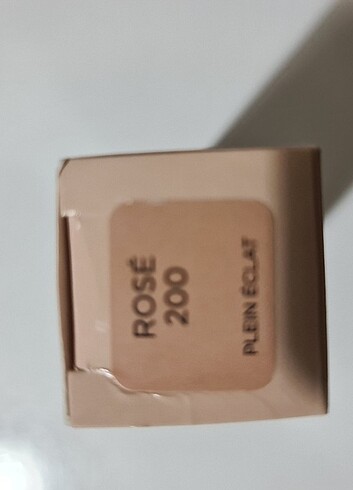 ROSÉ
200
PLEIN ÉCLAT